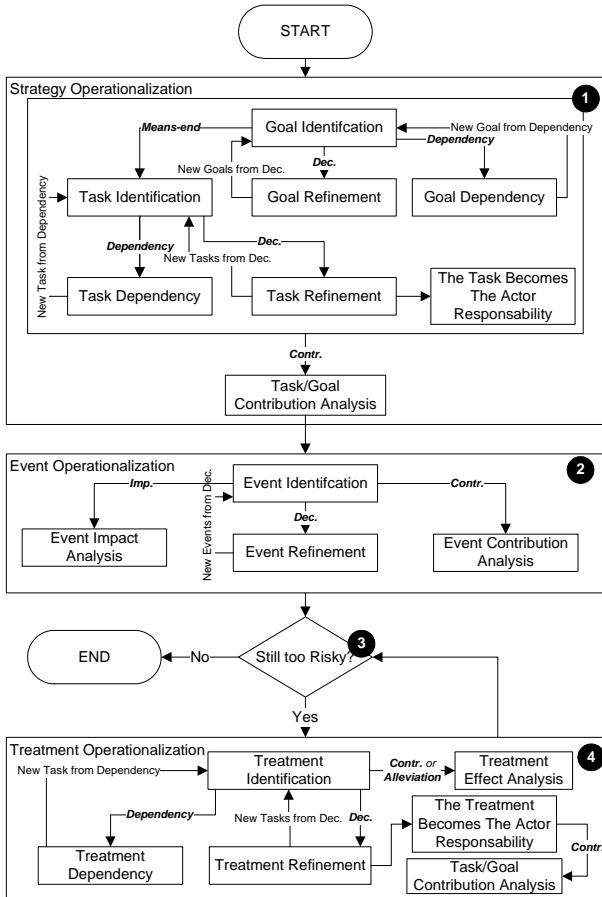 START
Strategy Operationalization
1
Means-end
Goal Identifcation
New Goal from Dependency
Dependency
New Goals from Dec.
Dec.
Task Identification
Goal Refinement
Goal Dependency
New Task from Dependency
Dependency
Dec.
New Tasks from Dec.
Task Dependency
Task Refinement
The Task Becomes
The Actor
Responsability
Contr.
Task/Goal
Contribution Analysis
Event Operationalization
2
Imp.
Event Identifcation
Contr.
New Events from Dec.
Dec.
Event Impact
Analysis
Event Refinement
Event Contribution
Analysis
END
No
Still too Risky?
3
Yes
Treatment Operationalization
4
New Task from Dependency
Treatment
Identification
Contr. or
Alleviation
Treatment
Effect Analysis
Dependency
New Tasks from Dec.
Dec.
The Treatment
Becomes The Actor
Responsability
Treatment
Dependency
Treatment Refinement
Contr.
Task/Goal
Contribution Analysis